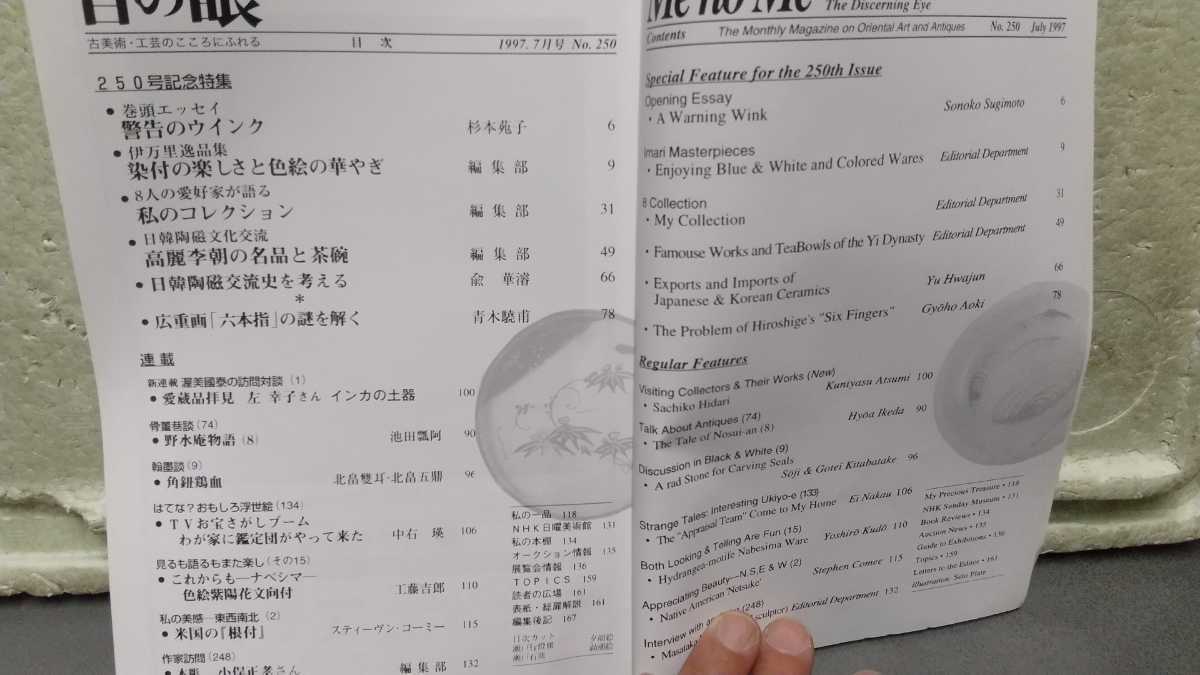 目の眼
古美術・工芸のこころにふれる 目 次 1997.7月号 No. 250
250号記念特集
● 巻頭エッセイ
警告のウインク 杉本苑子 6
● 伊万里逸品集
染付の楽しさと色絵の華やぎ 編集部 9
● 8人の愛好家が語る
私のコレクション 編集部 31
● 日韓陶磁文化交流
高麗李朝の名品と茶碗 編集部 49
● 日韓陶磁交流史を考える 兪華濬 66
*
● 広重画「六本指」の謎を解く 青木驍甫 78
連載
新連載 渥美國泰の訪問対談(1)
● 愛蔵品拝見 左 幸子さん インカの土器 100
骨董巷談(74)
● 野水庵物語(8) 池田瓢阿 90
翰墨談(9)
● 角鈕鶏血 北畠雙耳・北畠五鼎 96
はてな?おもしろ浮世絵(134)
● TVお宝さがしブーム
わが家に鑑定団がやって来た 中右 瑛 106
見るも語るもまた楽し(その15)
● これからも―ナベシマ―
色絵紫陽花文向付 工藤吉郎 110
私の美感―東西南北(2)
● 米国の『根付』 スティーヴン・コーミー 115
作家訪問(248)
● 木彫 小俣正孝さん 編集部 132
私の一品 118
NHK日曜美術館 131
私の本棚 134
オークション情報 135
展覧会情報 136
TOPICS 159
読者の広場 161
表紙・総扉解説 161
編集後記 167
目次カット
Me no Me The Discerning Eye
Contents The Monthly Magazine on Oriental Art and Antiques No. 250 July 1997
Special Feature for the 250th Issue
Opening Essay
・A Warning Wink Sonoko Sugimoto 6
Imari Masterpieces
・Enjoying Blue & White and Colored Wares Editorial Department 9
8 Collection
・My Collection Editorial Department 31
・Famouse Works and TeaBowls of the Yi Dynasty Editorial Department 49
・Exports and Imports of
Japanese & Korean Ceramics Yu Hwajun 66
・The Problem of Hiroshige's "Six Fingers" Gyōho Aoki 78
Regular Features
Visiting Collectors & Their Works (New)
・Sachiko Hidari Kuniyasu Atsumi 100
Talk About Antiques (74)
・The Tale of Nosui-an (8) Hyōa Ikeda 90
Discussion in Black & White (9)
・A rad Stone for Carving Seals Sōji & Gotei Kitabatake 96
Strange Tales: Interesting Ukiyo-e (133)
・The "Appraisal Team" Come to My Home Ei Nakau 106
Both Looking & Telling Are Fun (15)
・Hydrangea-motife Nabesima Ware Yoshiro Kudō 110
Appreciating Beauty—N,S,E & W (2)
・Native American 'Netsuke' Stephen Comee 115
Interview with an (248)
・Masataka sculptor) Editorial Department 132
My Precious Treasure • 118
NHK Sunday Museum • 131
Book Reviews • 134
Auction News • 135
Guide to Exhibitions • 136
Topics • 159
Letters to the Editor • 161
illustration: Seto Plate